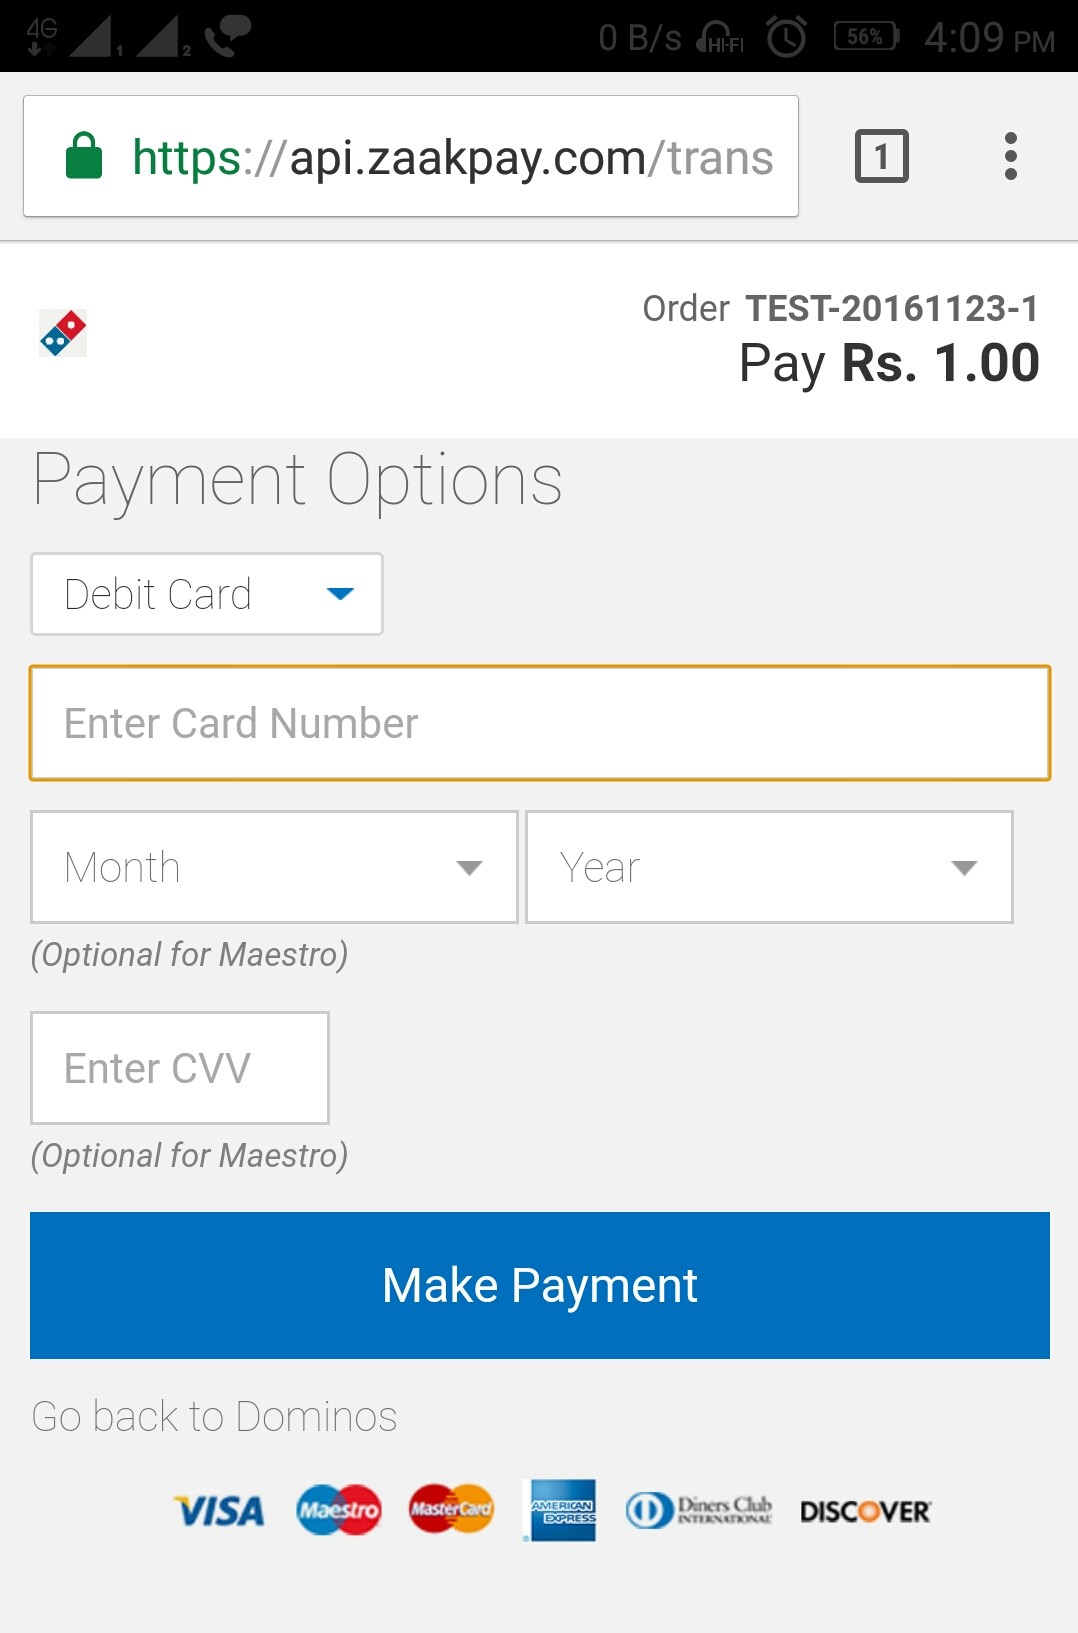 4G 1 2 0 B/s HI-FI 56% 4:09 PM
https://api.zaakpay.com/trans 1
Order TEST-20161123-1
Pay Rs. 1.00
Payment Options
Debit Card
Enter Card Number
Month Year
(Optional for Maestro)
Enter CVV
(Optional for Maestro)
Make Payment
Go back to Dominos
VISA Maestro MasterCard AMERICAN EXPRESS Diners Club INTERNATIONAL DISCOVER